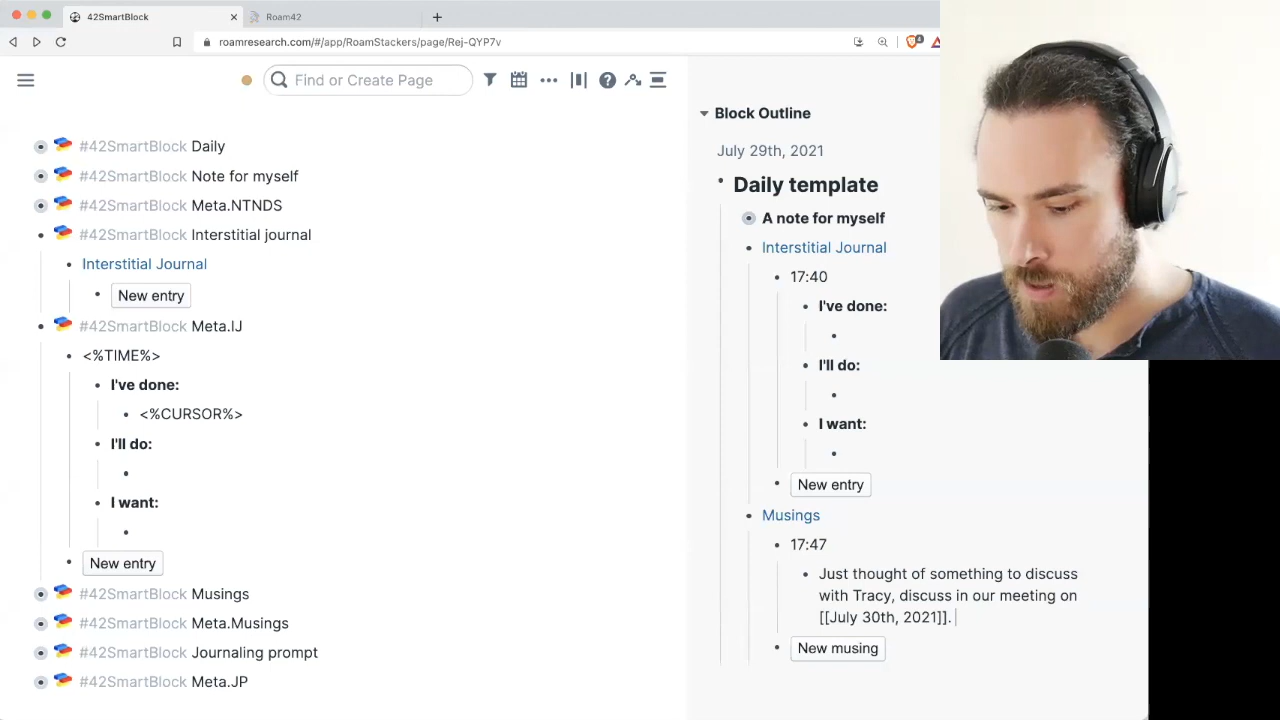 42SmartBlock
Roam42
roamresearch.com/#/app/RoamStackers/page/Rej-QYP7v
Find or Create Page
#42SmartBlock Daily
#42SmartBlock Note for myself
#42SmartBlock Meta.NTNDS
#42SmartBlock Interstitial journal
Interstitial Journal
New entry
#42SmartBlock Meta.IJ
<%TIME%>
I've done:
<%CURSOR%>
I'll do:
I want:
New entry
#42SmartBlock Musings
#42SmartBlock Meta.Musings
#42SmartBlock Journaling prompt
#42SmartBlock Meta.JP
Block Outline
July 29th, 2021
Daily template
A note for myself
Interstitial Journal
17:40
I've done:
I'll do:
I want:
New entry
Musings
17:47
Just thought of something to discuss
with Tracy, discuss in our meeting on
[[July 30th, 2021]].
New musing